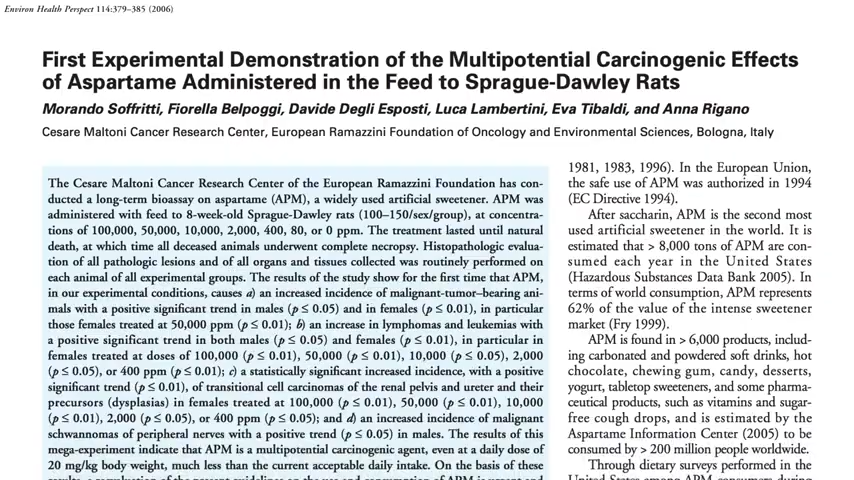 Environ Health Perspect 114:379–385 (2006)
First Experimental Demonstration of the Multipotential Carcinogenic Effects
of Aspartame Administered in the Feed to Sprague-Dawley Rats
Morando Soffritti, Fiorella Belpoggi, Davide Degli Esposti, Luca Lambertini, Eva Tibaldi, and Anna Rigano
Cesare Maltoni Cancer Research Center, European Ramazzini Foundation of Oncology and Environmental Sciences, Bologna, Italy
The Cesare Maltoni Cancer Research Center of the European Ramazzini Foundation has con-
ducted a long-term bioassay on aspartame (APM), a widely used artificial sweetener. APM was
administered with feed to 8-week-old Sprague-Dawley rats (100–150/sex/group), at concentra-
tions of 100,000, 50,000, 10,000, 2,000, 400, 80, or 0 ppm. The treatment lasted until natural
death, at which time all deceased animals underwent complete necropsy. Histopathologic evalua-
tion of all pathologic lesions and of all organs and tissues collected was routinely performed on
each animal of all experimental groups. The results of the study show for the first time that APM,
in our experimental conditions, causes a) an increased incidence of malignant-tumor–bearing ani-
mals with a positive significant trend in males (p ≤ 0.05) and in females (p ≤ 0.01), in particular
those females treated at 50,000 ppm (p ≤ 0.01); b) an increase in lymphomas and leukemias with
a positive significant trend in both males (p ≤ 0.05) and females (p ≤ 0.01), in particular in
females treated at doses of 100,000 (p ≤ 0.01), 50,000 (p ≤ 0.01), 10,000 (p ≤ 0.05), 2,000
(p ≤ 0.05), or 400 ppm (p ≤ 0.01); c) a statistically significant increased incidence, with a positive
significant trend (p ≤ 0.01), of transitional cell carcinomas of the renal pelvis and ureter and their
precursors (dysplasias) in females treated at 100,000 (p ≤ 0.01), 50,000 (p ≤ 0.01), 10,000
(p ≤ 0.01), 2,000 (p ≤ 0.05), or 400 ppm (p ≤ 0.05); and d) an increased incidence of malignant
schwannomas of peripheral nerves with a positive trend (p ≤ 0.05) in males. The results of this
mega-experiment indicate that APM is a multipotential carcinogenic agent, even at a daily dose of
20 mg/kg body weight, much less than the current acceptable daily intake. On the basis of these
1981, 1983, 1996). In the European Union,
the safe use of APM was authorized in 1994
(EC Directive 1994).
After saccharin, APM is the second most
used artificial sweetener in the world. It is
estimated that > 8,000 tons of APM are con-
sumed each year in the United States
(Hazardous Substances Data Bank 2005). In
terms of world consumption, APM represents
62% of the value of the intense sweetener
market (Fry 1999).
APM is found in > 6,000 products, includ-
ing carbonated and powdered soft drinks, hot
chocolate, chewing gum, candy, desserts,
yogurt, tabletop sweeteners, and some pharma-
ceutical products, such as vitamins and sugar-
free cough drops, and is estimated by the
Aspartame Information Center (2005) to be
consumed by > 200 million people worldwide.
Through dietary surveys performed in the